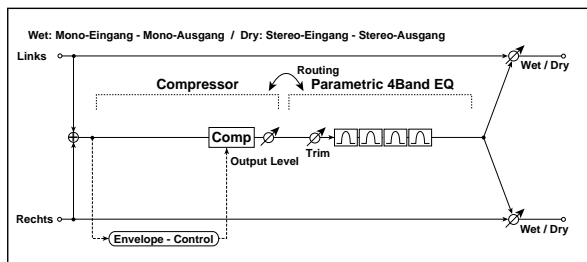 Wet: Mono-Eingang - Mono-Ausgang / Dry: Stereo-Eingang - Stereo-Ausgang
Links
Routing
Wet / Dry
Compressor
Parametric 4Band EQ
Comp
Output Level
Trim
Rechts
Envelope - Control
Wet / Dry